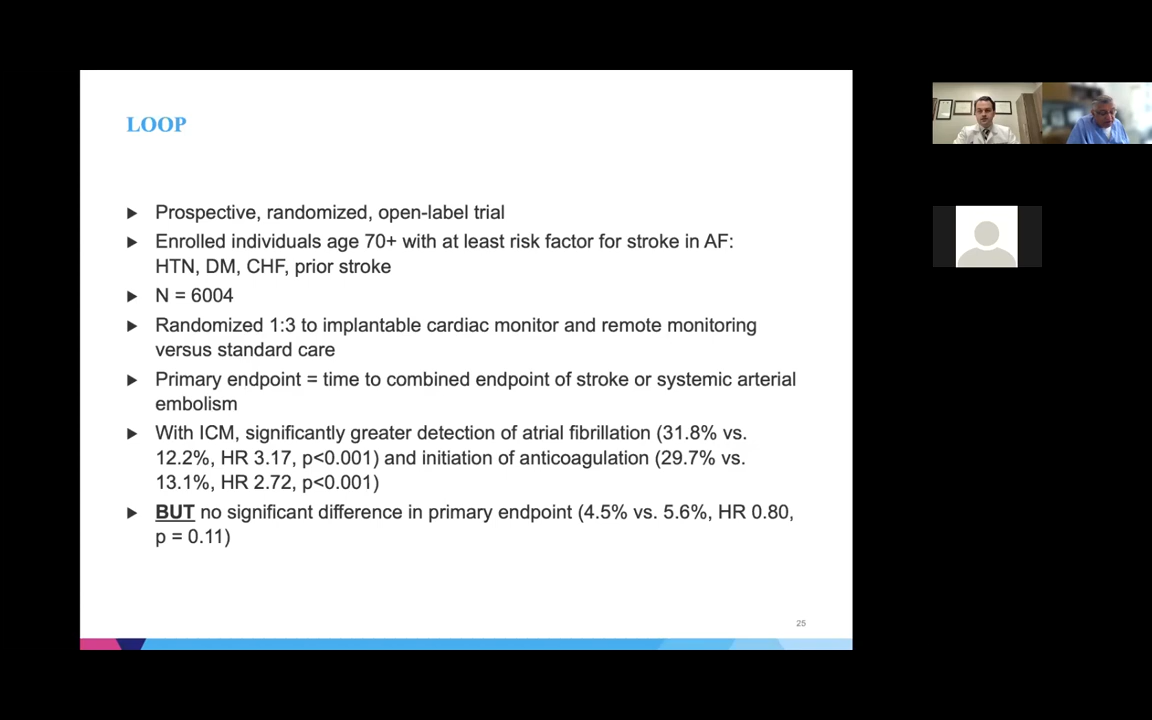 LOOP
Prospective, randomized, open-label trial
Enrolled individuals age 70+ with at least risk factor for stroke in AF:
HTN, DM, CHF, prior stroke
N = 6004
Randomized 1:3 to implantable cardiac monitor and remote monitoring
versus standard care
Primary endpoint = time to combined endpoint of stroke or systemic arterial
embolism
With ICM, significantly greater detection of atrial fibrillation (31.8% vs.
12.2%, HR 3.17, p<0.001) and initiation of anticoagulation (29.7% vs.
13.1%, HR 2.72, p<0.001)
BUT no significant difference in primary endpoint (4.5% vs. 5.6%, HR 0.80,
p = 0.11)
25